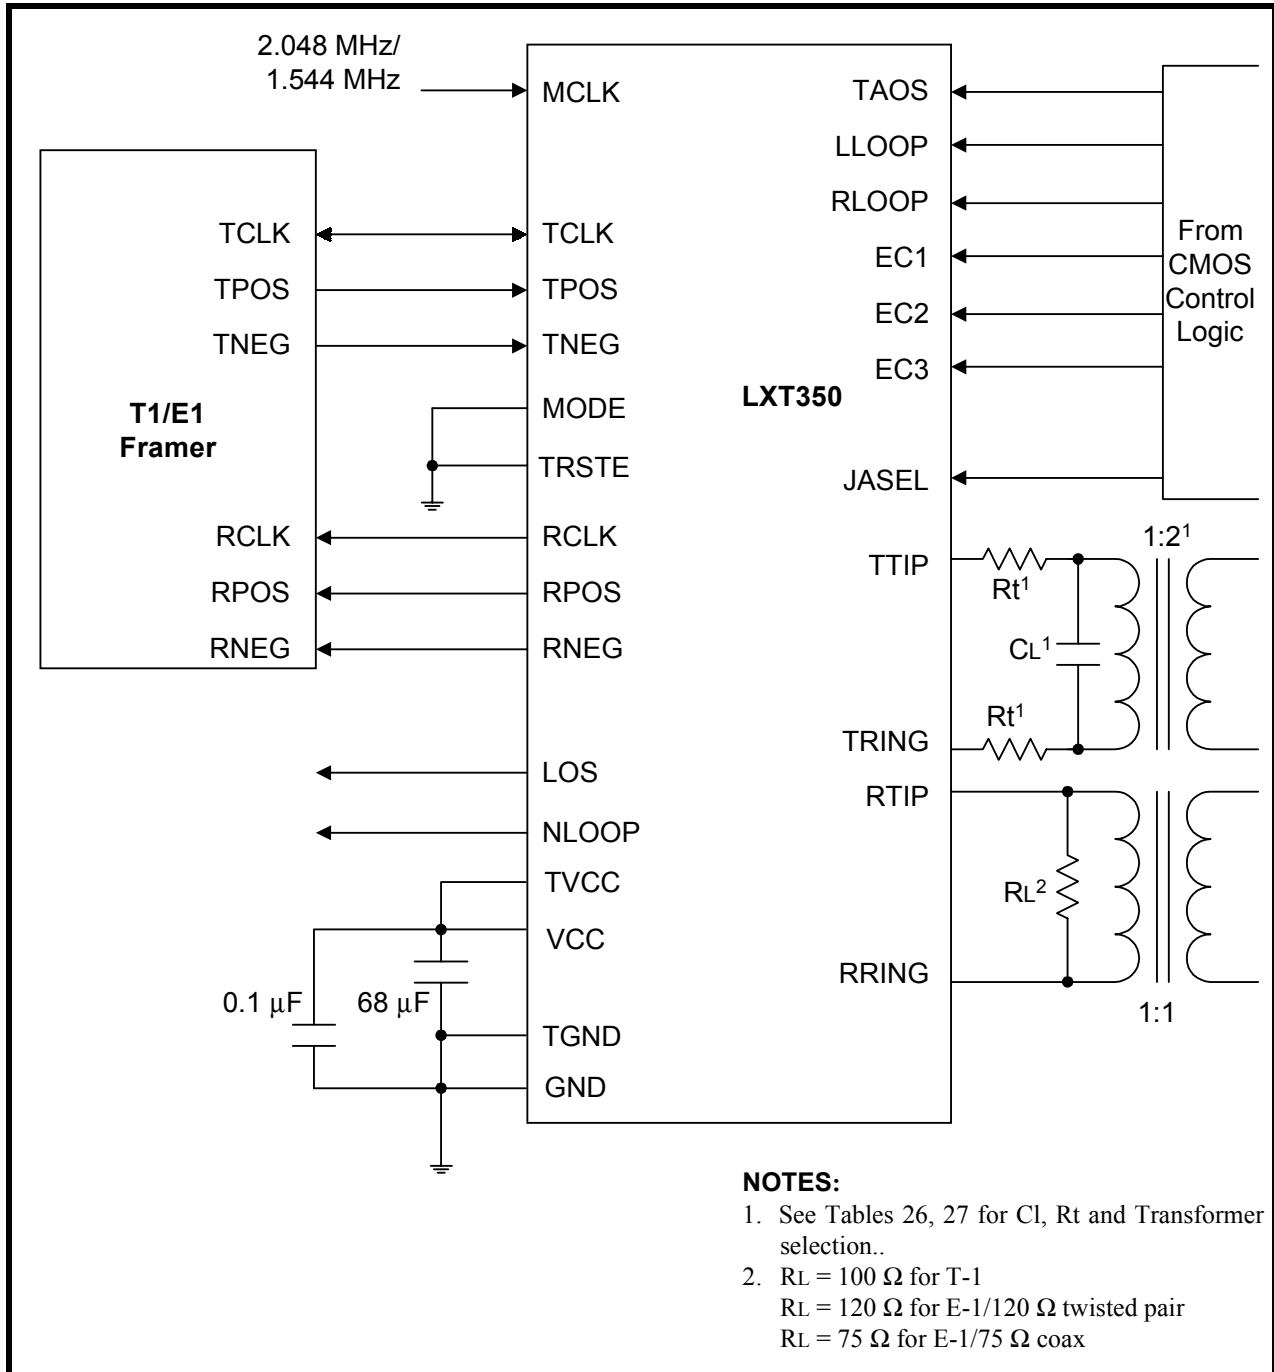 2.048 MHz/
1.544 MHz
MCLK
TCLK
TPOS
TNEG
T1/E1
Framer
RCLK
RPOS
RNEG
TCLK
TPOS
TNEG
MODE
TRSTE
RCLK
RPOS
RNEG
LOS
NLOOP
TVCC
VCC
TGND
GND
0.1 µF
68 µF
LXT350
TAOS
LLOOP
RLOOP
EC1
EC2
EC3
JASEL
TTIP
TRING
RTIP
RRING
From
CMOS
Control
Logic
1:2¹
Rt¹
CL¹
Rt¹
RL²
1:1
NOTES:
1. See Tables 26, 27 for Cl, Rt and Transformer
selection..
2. RL = 100 Ω for T-1
RL = 120 Ω for E-1/120 Ω twisted pair
RL = 75 Ω for E-1/75 Ω coax